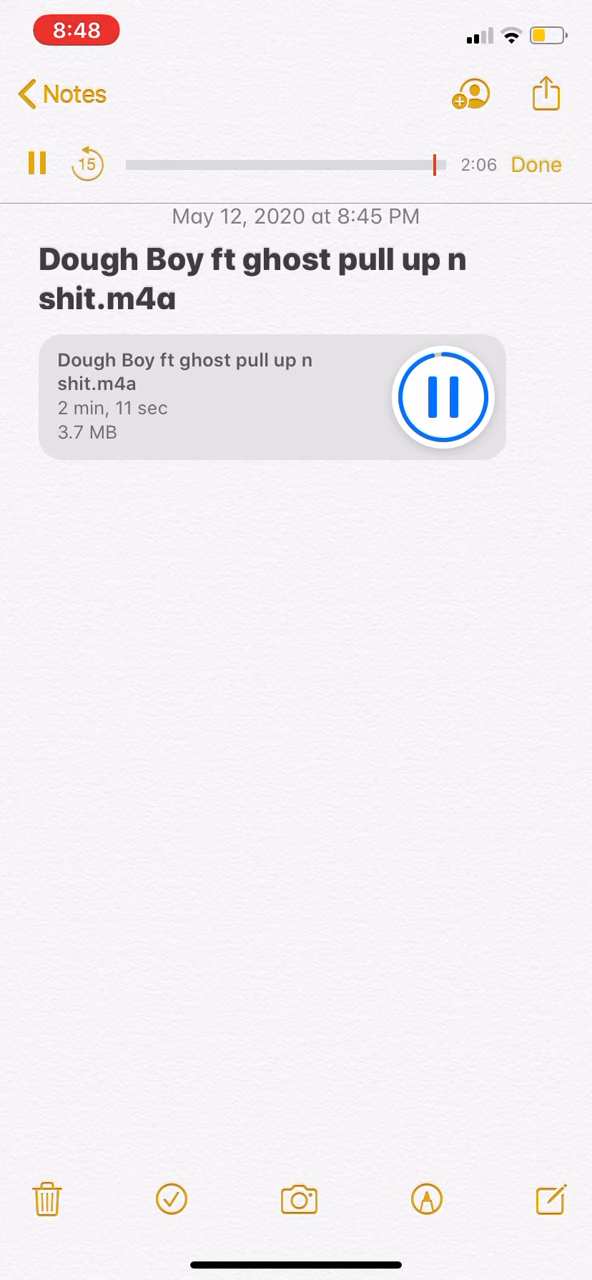 8:48
Notes
15
2:06 Done
May 12, 2020 at 8:45 PM
Dough Boy ft ghost pull up n
shit.m4a
Dough Boy ft ghost pull up n
shit.m4a
2 min, 11 sec
3.7 MB